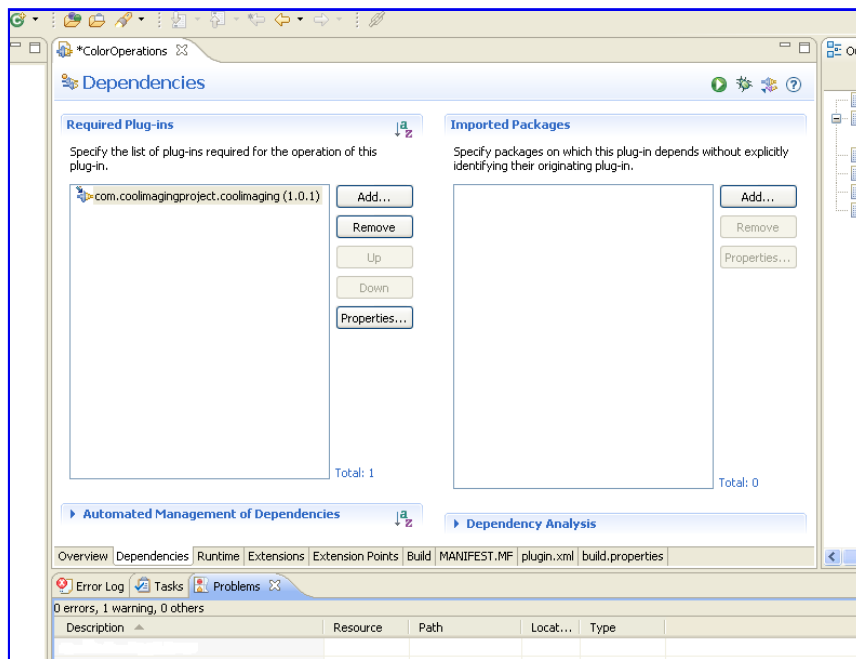 *ColorOperations
Ou
Dependencies
Required Plug-ins
a
z
Specify the list of plug-ins required for the operation of this
plug-in.
com.coolimagingproject.coolimaging (1.0.1)
Add...
Remove
Up
Down
Properties...
Total: 1
Imported Packages
Specify packages on which this plug-in depends without explicitly
identifying their originating plug-in.
Add...
Remove
Properties...
Total: 0
Automated Management of Dependencies
a
z
Dependency Analysis
Overview Dependencies Runtime Extensions Extension Points Build MANIFEST.MF plugin.xml build.properties
Error Log Tasks Problems
0 errors, 1 warning, 0 others
Description Resource Path Locat... Type